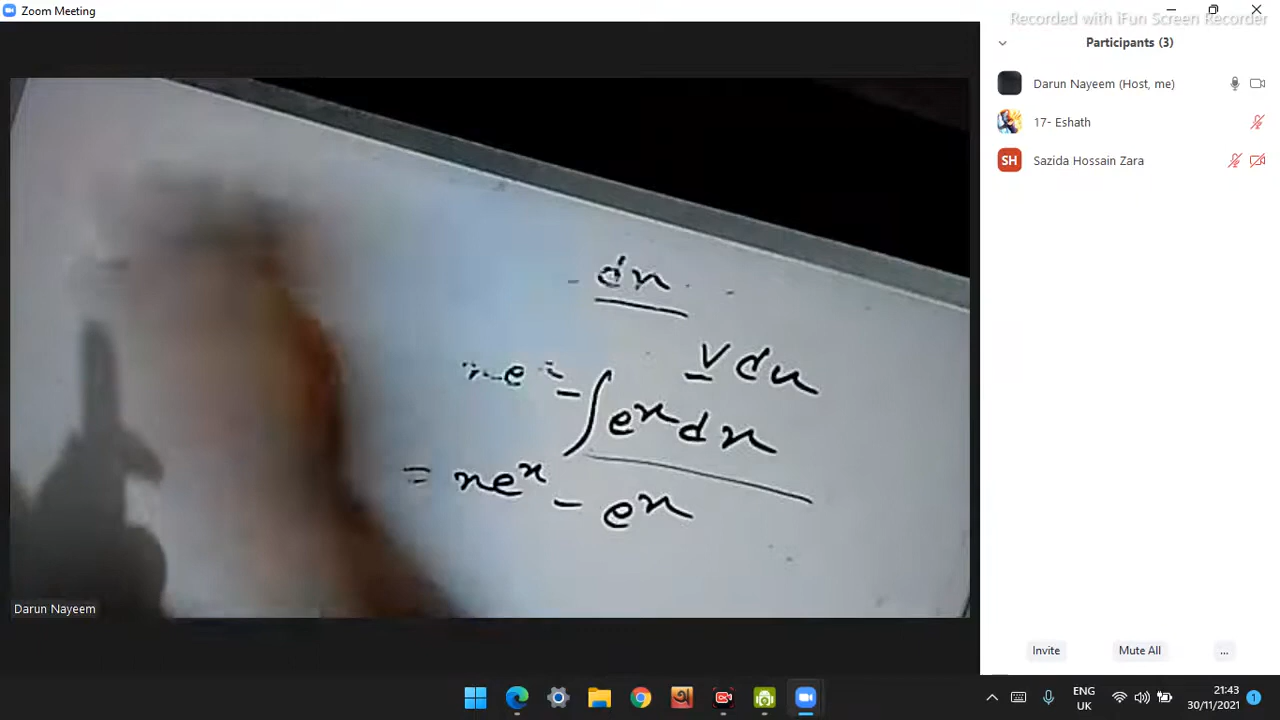 Zoom Meeting
Recorded with iFun Screen Recorder
Participants (3)
Darun Nayeem (Host, me)
17- Eshath
SH Sazida Hossain Zara
dx
v du
xe^x - ∫ e^x dx
= xe^x - e^x
Darun Nayeem
Invite Mute All ...
ENG 21:43
UK 30/11/2021 1